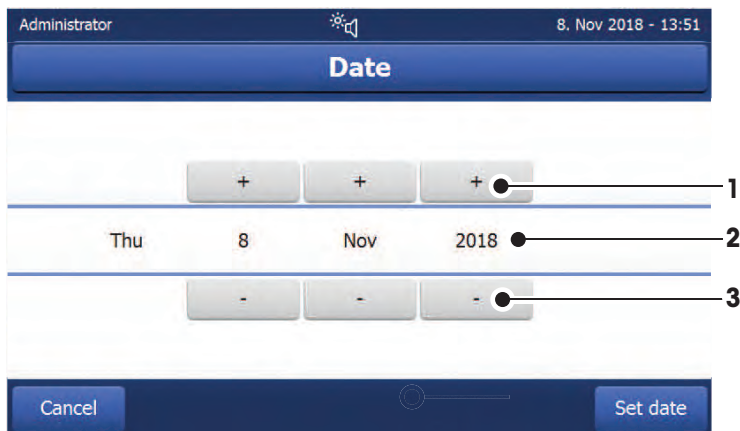 Administrator 8. Nov 2018 - 13:51
Date
+ + + 1
Thu 8 Nov 2018 2
- - - 3
Cancel Set date